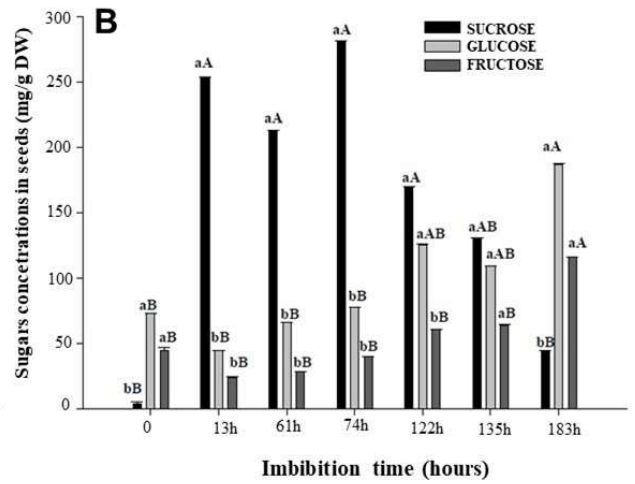 B
SUCROSE
GLUCOSE
FRUCTOSE
Sugars concetrations in seeds (mg/g DW)
300
250
200
150
100
50
0
bB
aB
aB
aA
bB
bB
aA
bB
bB
aA
bB
bB
aA
aAB
bB
aAB
aAB
aB
bB
aA
aA
0 13h 61h 74h 122h 135h 183h
Imbibition time (hours)